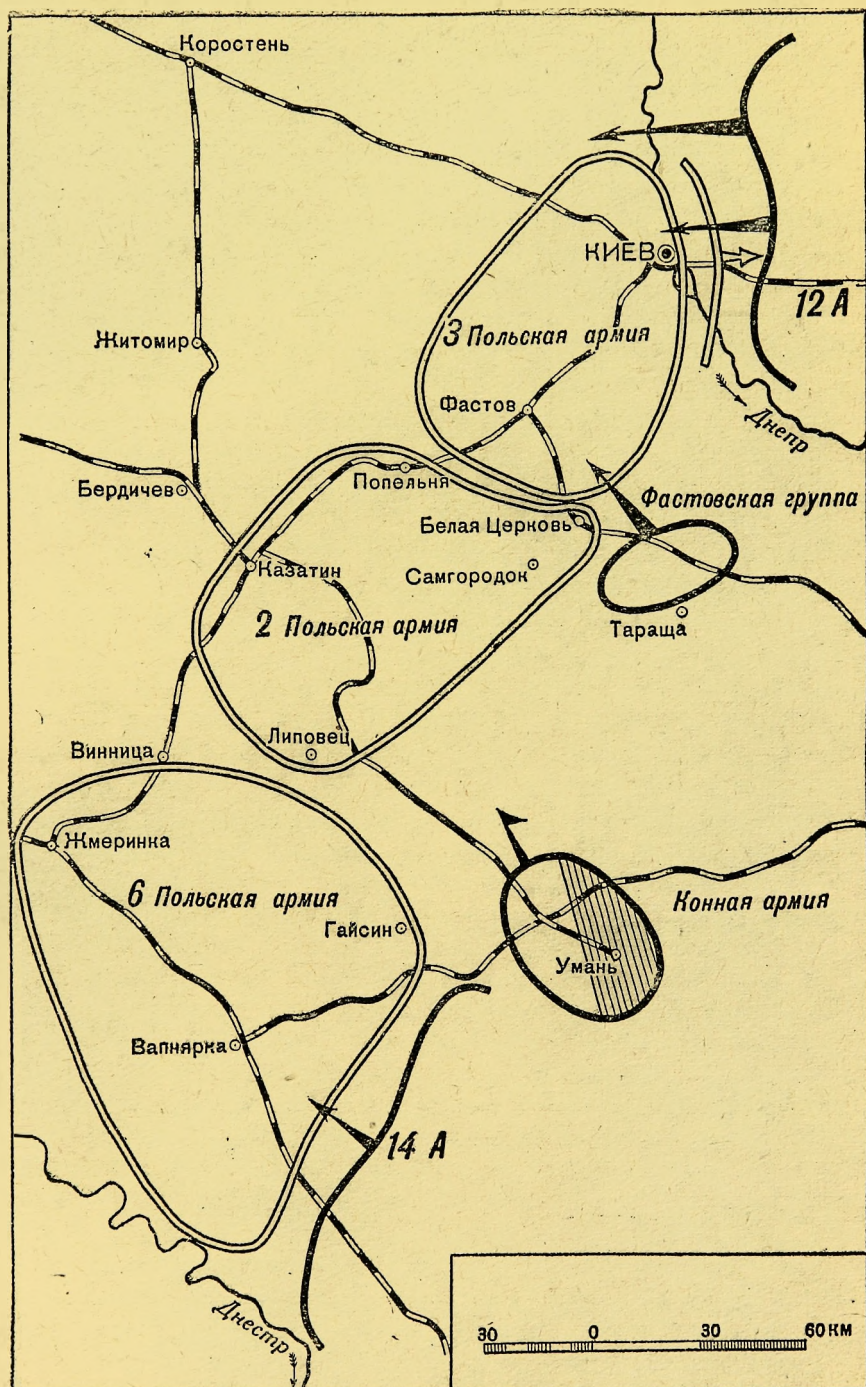 Коростень
КИЕВ
12 А
3 Польская армия
Житомир
Фастов
Днепр
Попельня
Бердичев
Фастовская группа
Белая Церковь
Казатин
Самгородок
2 Польская армия
Тараща
Липовец
Винница
Жмеринка
6 Польская армия
Конная армия
Гайсин
Умань
Вапнярка
14 А
Днестр
30 0 30 60 КМ